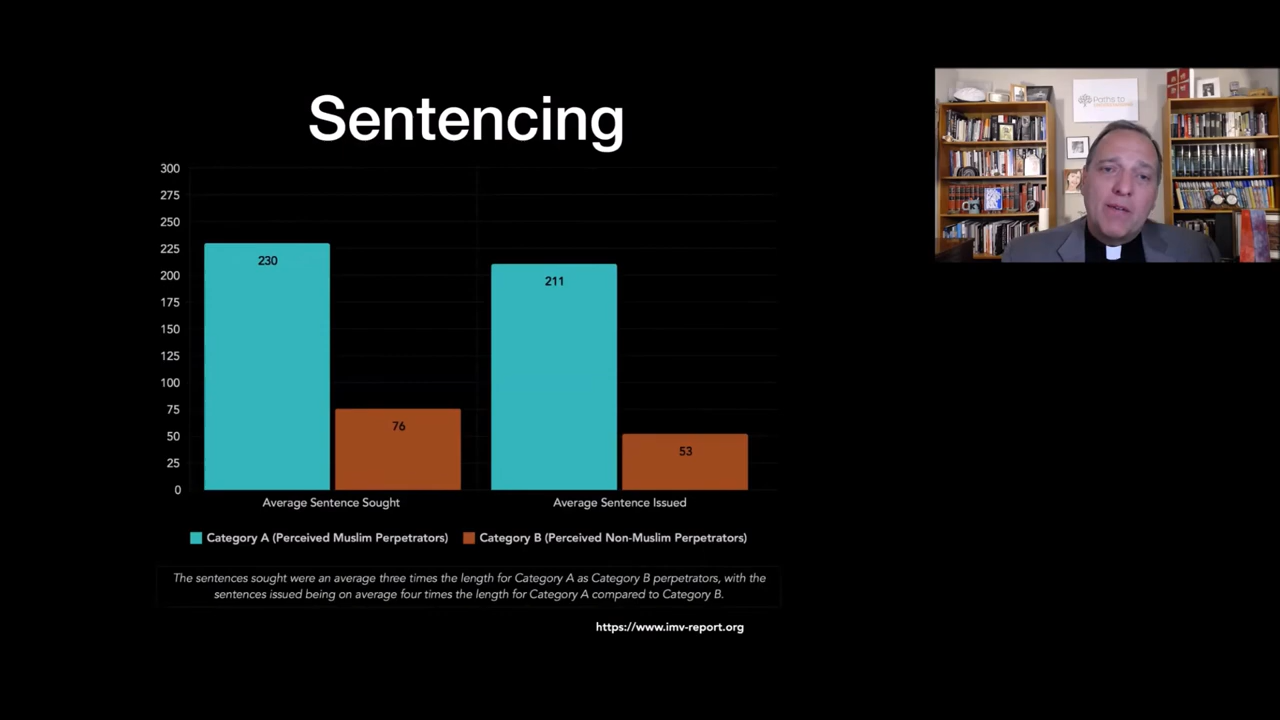 Sentencing
300
275
250
225
200
175
150
125
100
75
50
25
0
230
76
211
53
Average Sentence Sought
Average Sentence Issued
Category A (Perceived Muslim Perpetrators)
Category B (Perceived Non-Muslim Perpetrators)
The sentences sought were an average three times the length for Category A as Category B perpetrators, with the
sentences issued being on average four times the length for Category A compared to Category B.
https://www.imv-report.org
Paths to